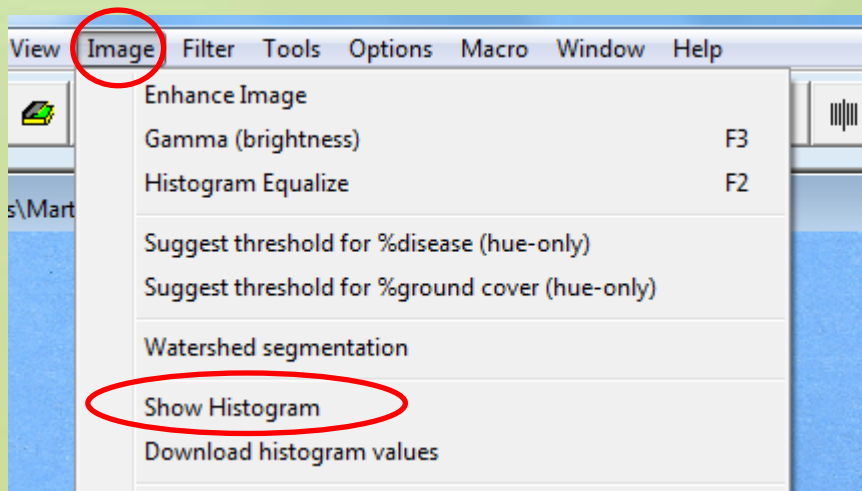 View Image Filter Tools Options Macro Window Help
Enhance Image
Gamma (brightness) F3
Histogram Equalize F2
s\Mart
Suggest threshold for %disease (hue-only)
Suggest threshold for %ground cover (hue-only)
Watershed segmentation
Show Histogram
Download histogram values